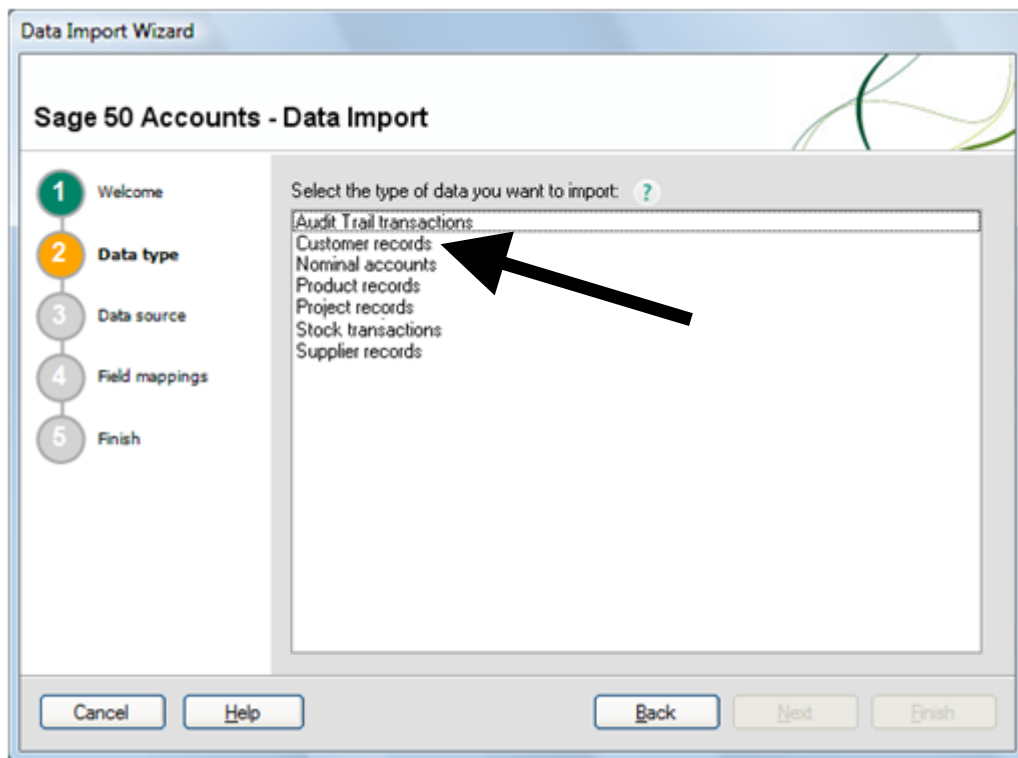 Data Import Wizard
Sage 50 Accounts - Data Import
1 Welcome
2 Data type
3 Data source
4 Field mappings
5 Finish
Select the type of data you want to import: ?
Audit Trail transactions
Customer records
Nominal accounts
Product records
Project records
Stock transactions
Supplier records
Cancel Help Back Next Finish